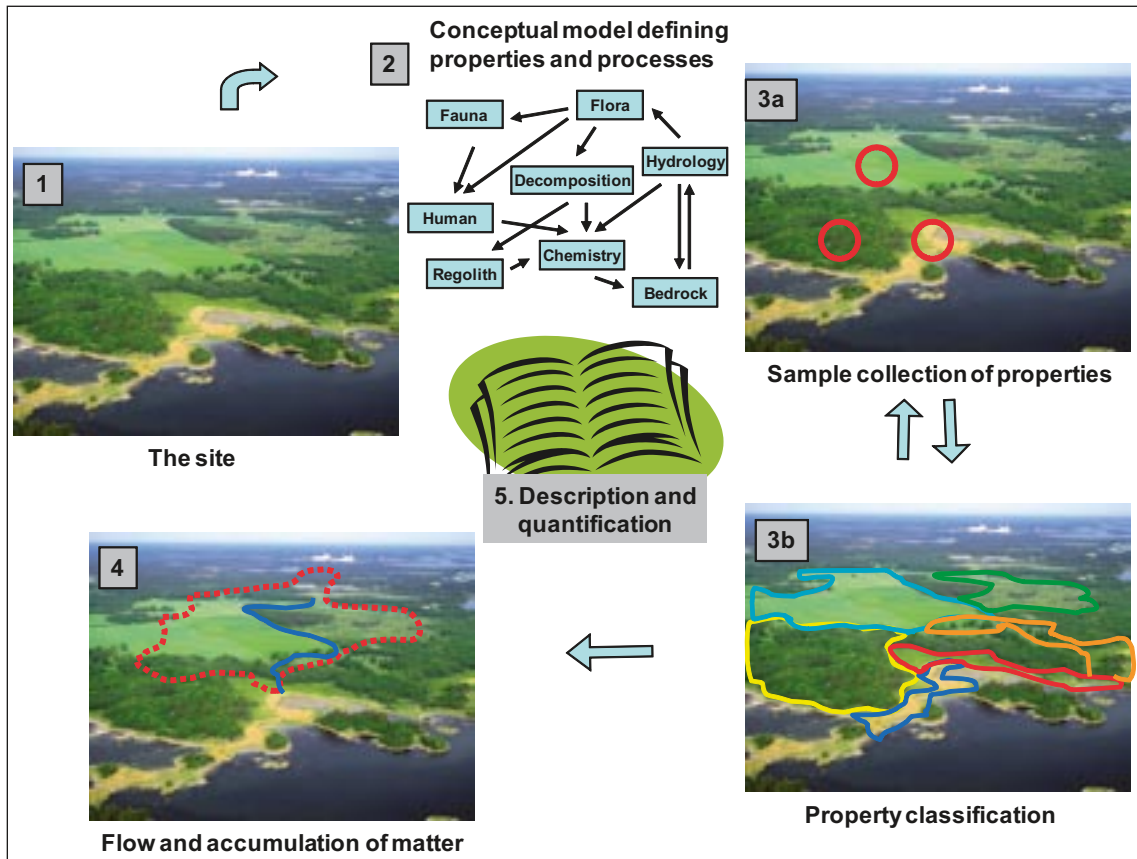 2
Conceptual model defining
properties and processes
Fauna
Flora
Hydrology
Decomposition
Human
Chemistry
Regolith
Bedrock
1
The site
3a
Sample collection of properties
5. Description and
quantification
4
Flow and accumulation of matter
3b
Property classification